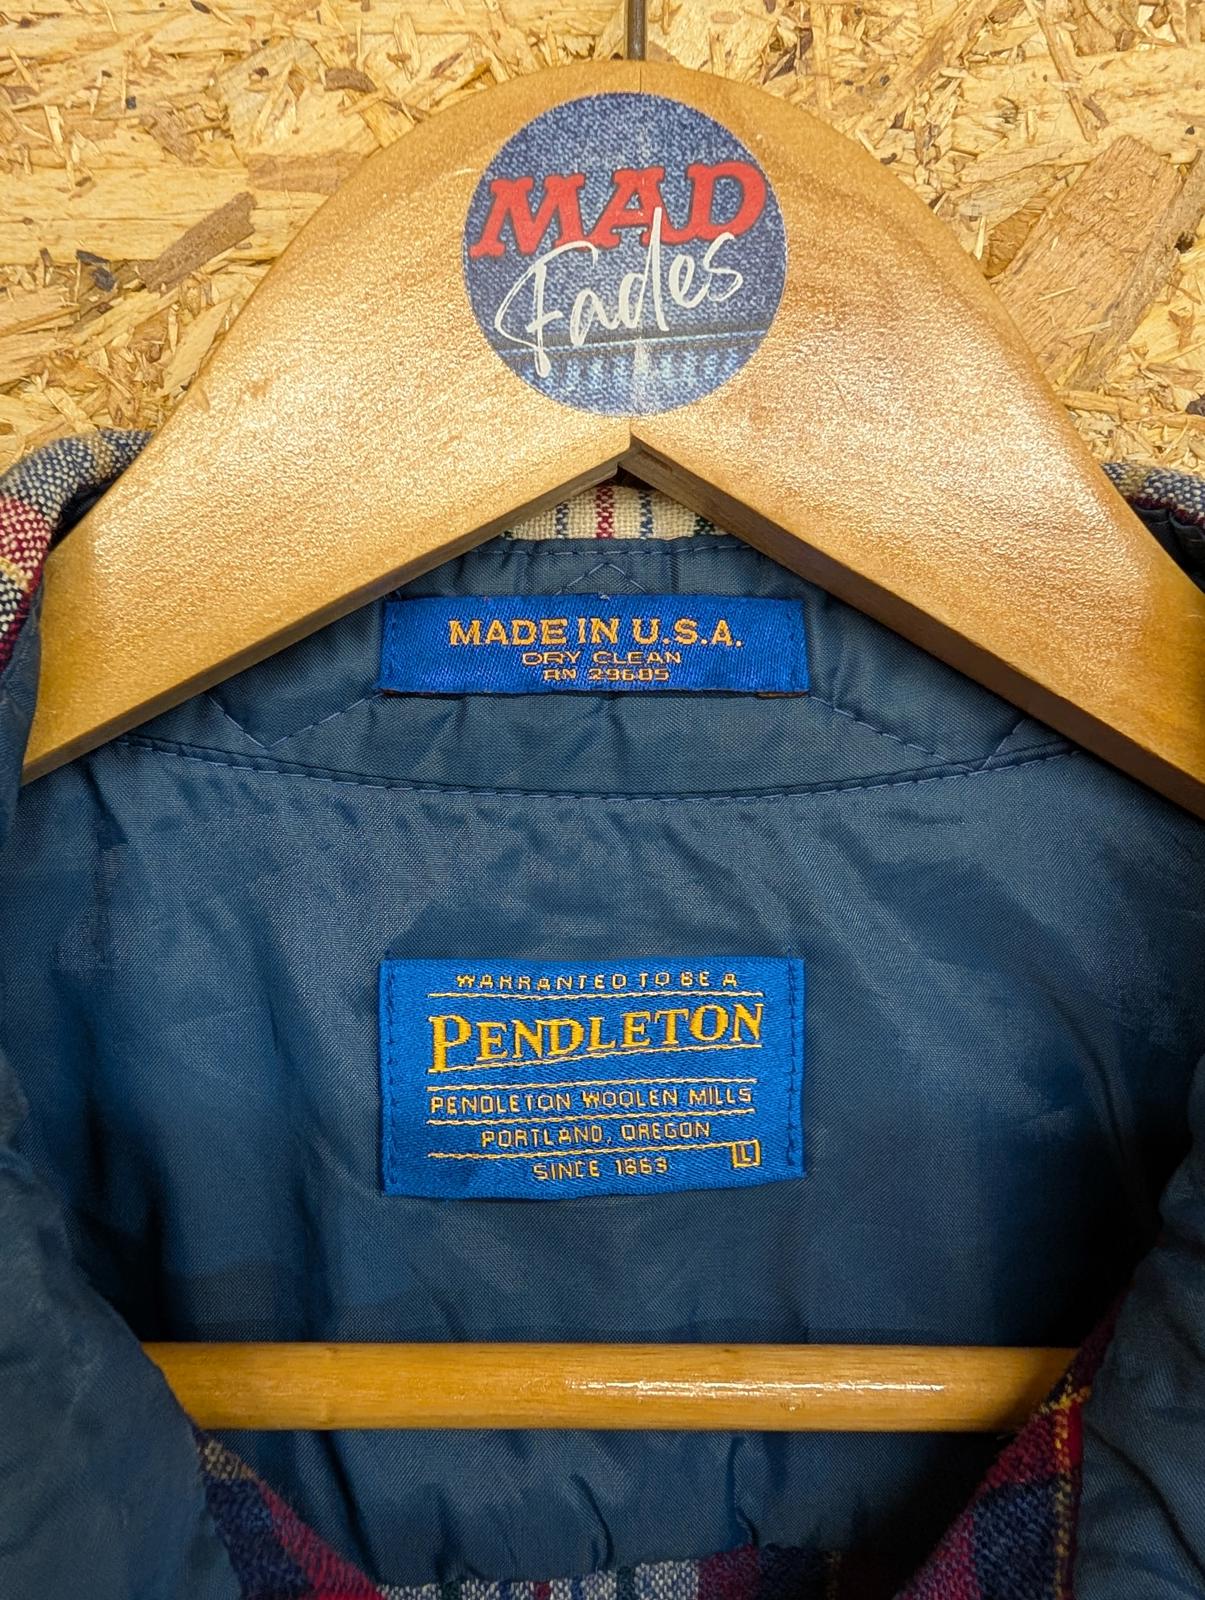 MAD
Fades
MADE IN U.S.A.
DRY CLEAN
RN 29685
WARRANTED TO BE A
PENDLETON
PENDLETON WOOLEN MILLS
PORTLAND, OREGON
SINCE 1863
L